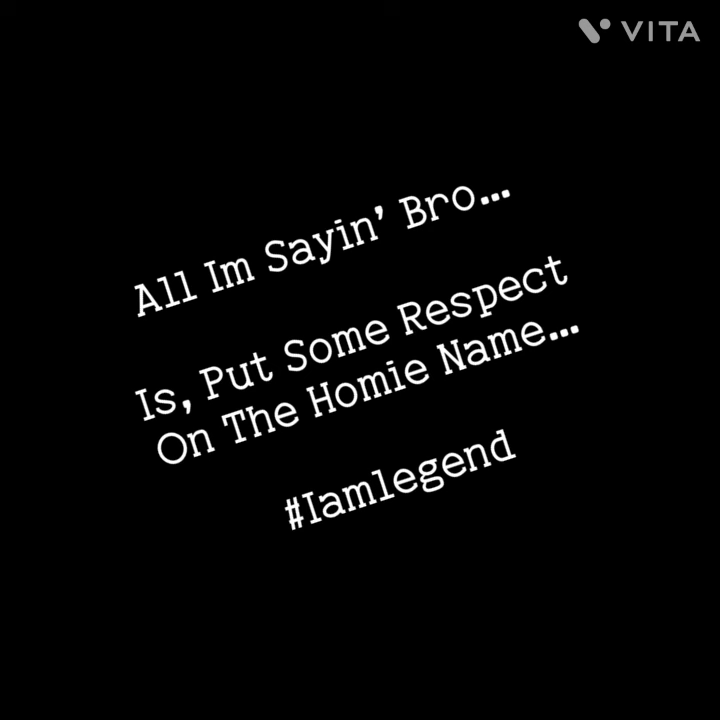 VITA
All Im Sayin’ Bro...
Is, Put Some Respect
On The Homie Name...
#Iamlegend